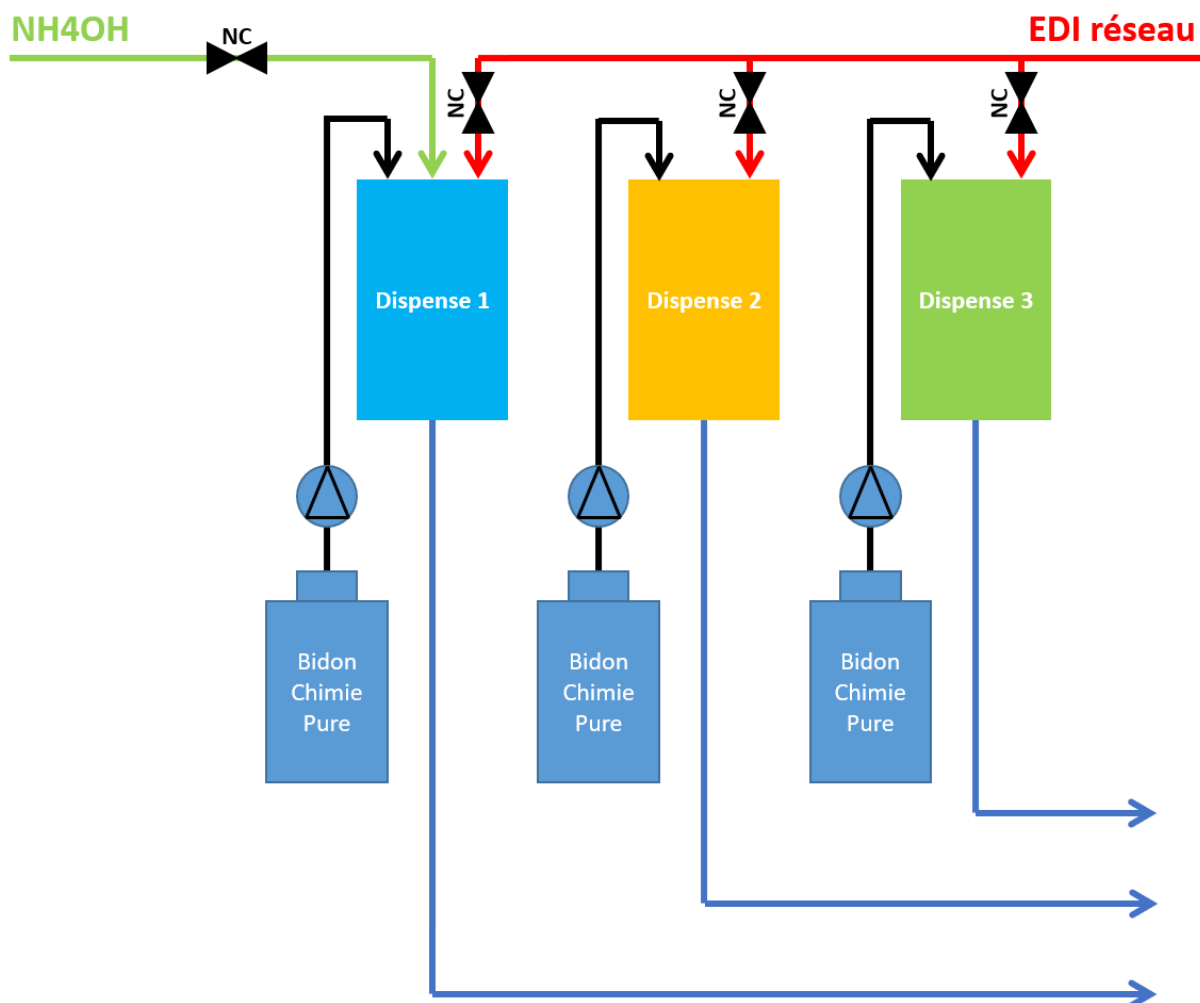 NH4OH
NC
EDI réseau
NC
NC
NC
Dispense 1
Dispense 2
Dispense 3
Bidon
Chimie
Pure
Bidon
Chimie
Pure
Bidon
Chimie
Pure